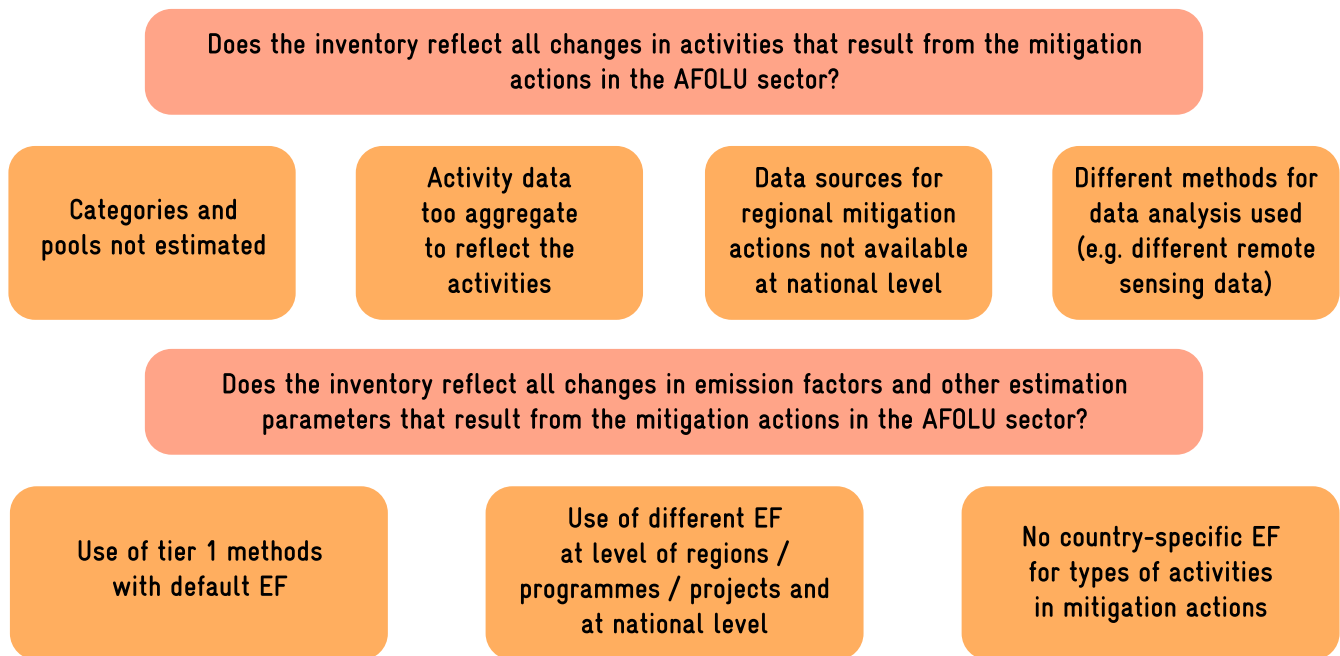 Does the inventory reflect all changes in activities that result from the mitigation
actions in the AFOLU sector?
Categories and
pools not estimated
Activity data
too aggregate
to reflect the
activities
Data sources for
regional mitigation
actions not available
at national level
Different methods for
data analysis used
(e.g. different remote
sensing data)
Does the inventory reflect all changes in emission factors and other estimation
parameters that result from the mitigation actions in the AFOLU sector?
Use of tier 1 methods
with default EF
Use of different EF
at level of regions /
programmes / projects and
at national level
No country-specific EF
for types of activities
in mitigation actions